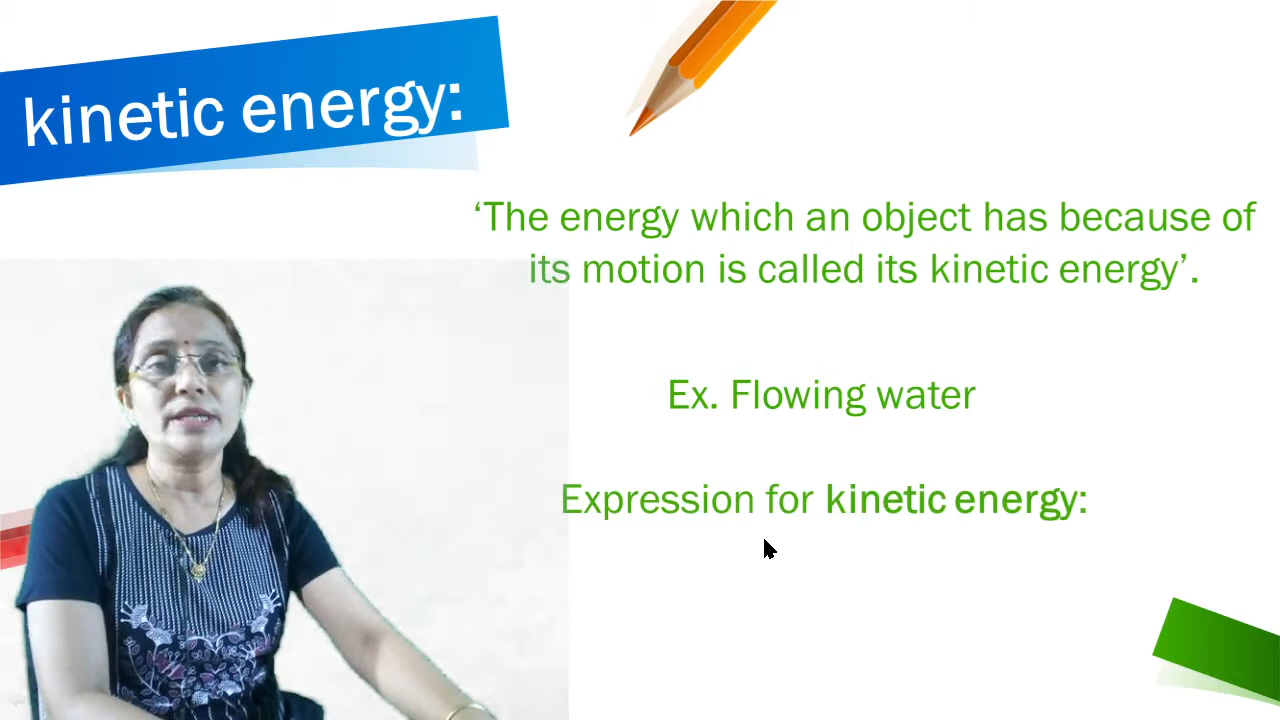 kinetic energy:
‘The energy which an object has because of
its motion is called its kinetic energy’.
Ex. Flowing water
Expression for kinetic energy: